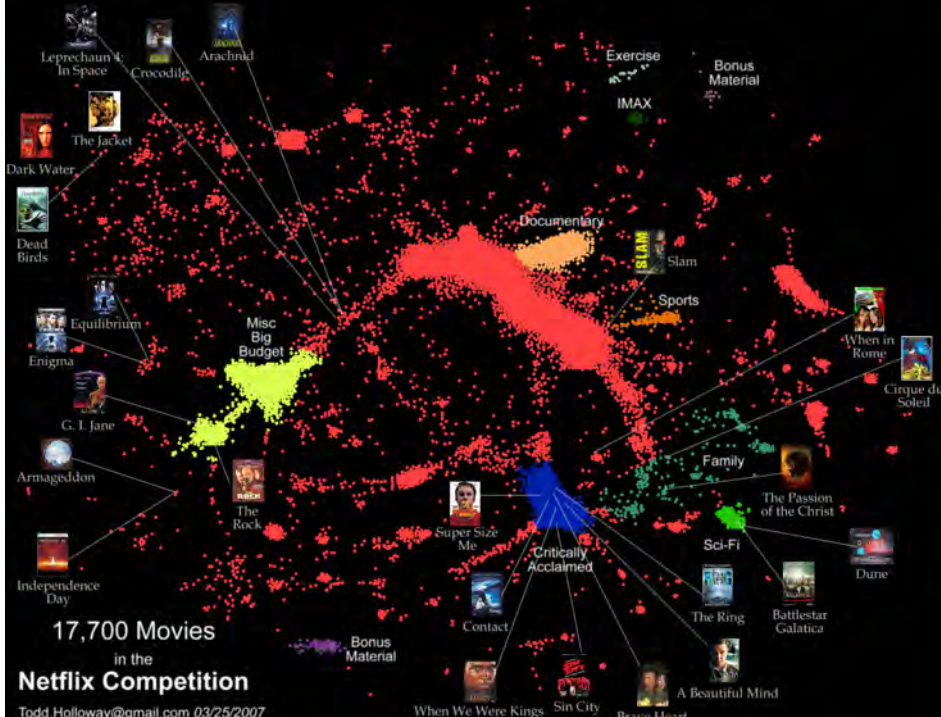 Leprechaun 4:
In Space
Crocodile
Arachnid
Exercise
Bonus
Material
IMAX
The Jacket
Dark Water
Dead
Birds
Documentary
SLAM
Slam
Equilibrium
Enigma
Misc
Big
Budget
Sports
When in
Rome
Cirque du
Soleil
G. I. Jane
Armageddon
ROCK
The
Rock
Family
The Passion
of the Christ
Super Size
Me
Critically
Acclaimed
Sci-Fi
Dune
Independence
Day
Contact
The Ring
Battlestar
Galatica
17,700 Movies
in the
Netflix Competition
Todd.Holloway@gmail.com 03/25/2007
Bonus
Material
When We Were Kings
Sin City
Brave Heart
A Beautiful Mind